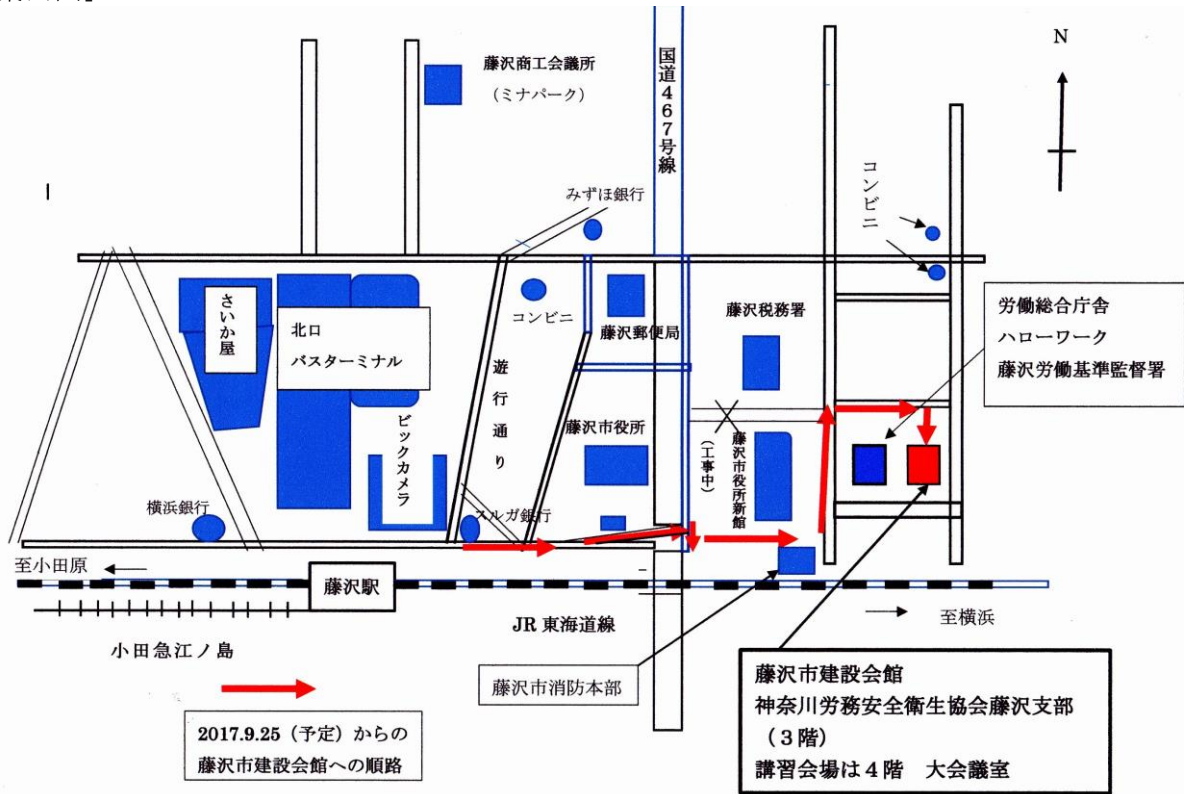 藤沢商工会議所
(ミナパーク)
国道467号線
N
コンビニ
みずほ銀行
さいか屋
北口
バスターミナル
コンビニ
藤沢郵便局
藤沢税務署
労働総合庁舎
ハローワーク
藤沢労働基準監督署
遊行通り
ビックカメラ
藤沢市役所
藤沢市役所新館
(工事中)
横浜銀行
スルガ銀行
至小田原
藤沢駅
JR東海道線
至横浜
小田急江ノ島
藤沢市消防本部
2017.9.25(予定)からの
藤沢市建設会館への順路
藤沢市建設会館
神奈川労務安全衛生協会藤沢支部
(3階)
講習会場は4階 大会議室